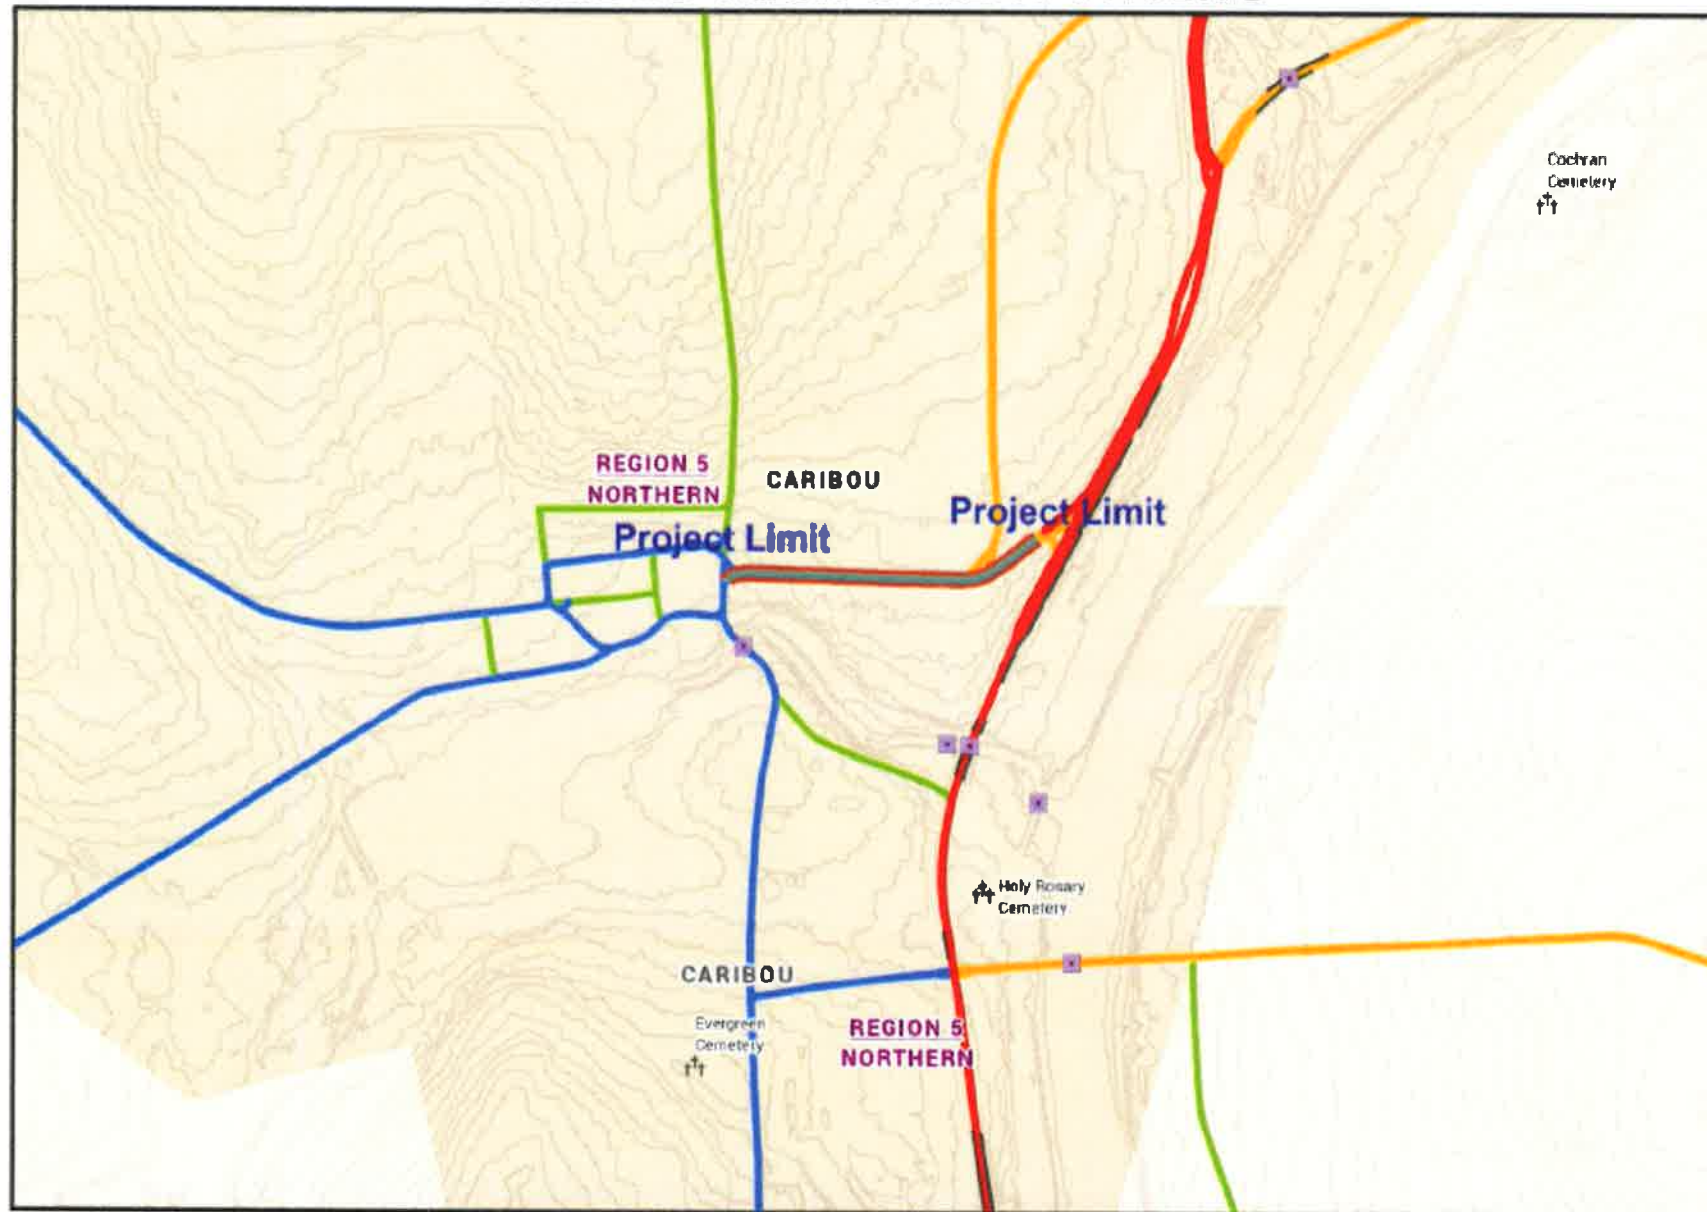 Cochran
Cemetery
REGION 5
NORTHERN
CARIBOU
Project Limit
Project Limit
Holy Rosary
Cemetery
CARIBOU
Evergreen
Cemetery
REGION 5
NORTHERN